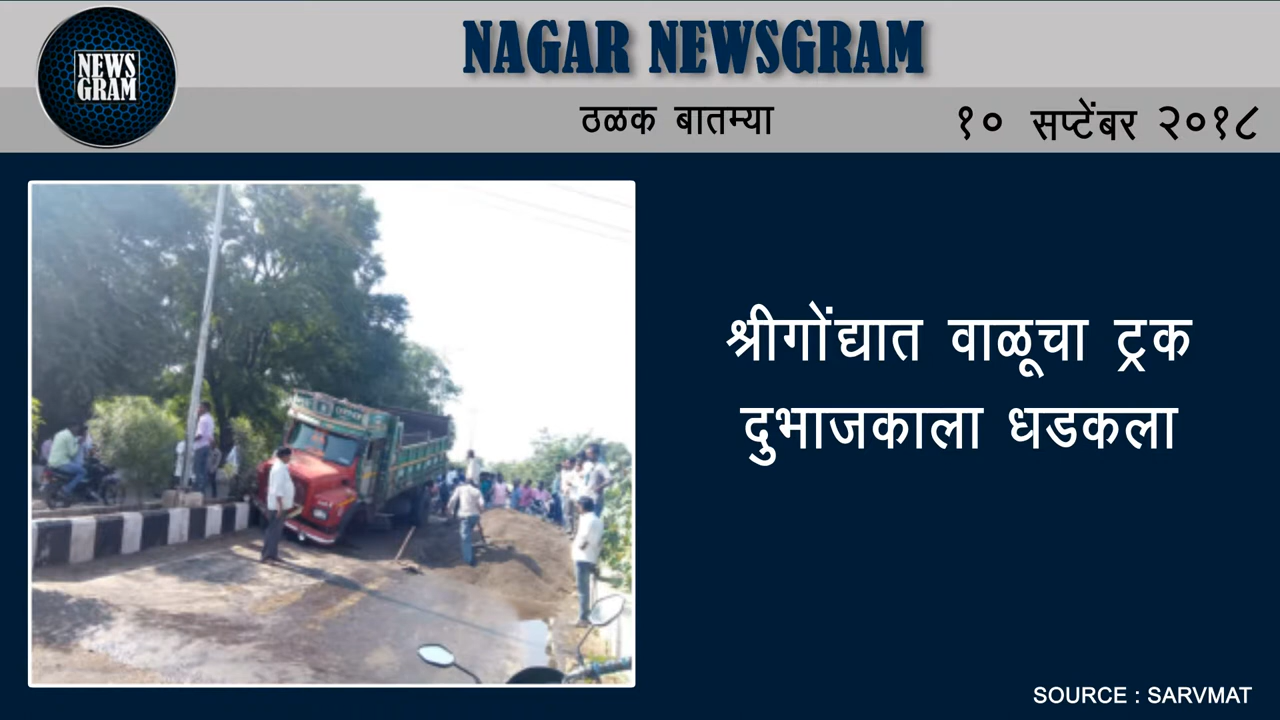 NEWS
GRAM
NAGAR NEWSGRAM
ठळक बातम्या
१० सप्टेंबर २०१८
श्रीगोंद्यात वाळूचा ट्रक
दुभाजकाला धडकला
SOURCE : SARVMAT